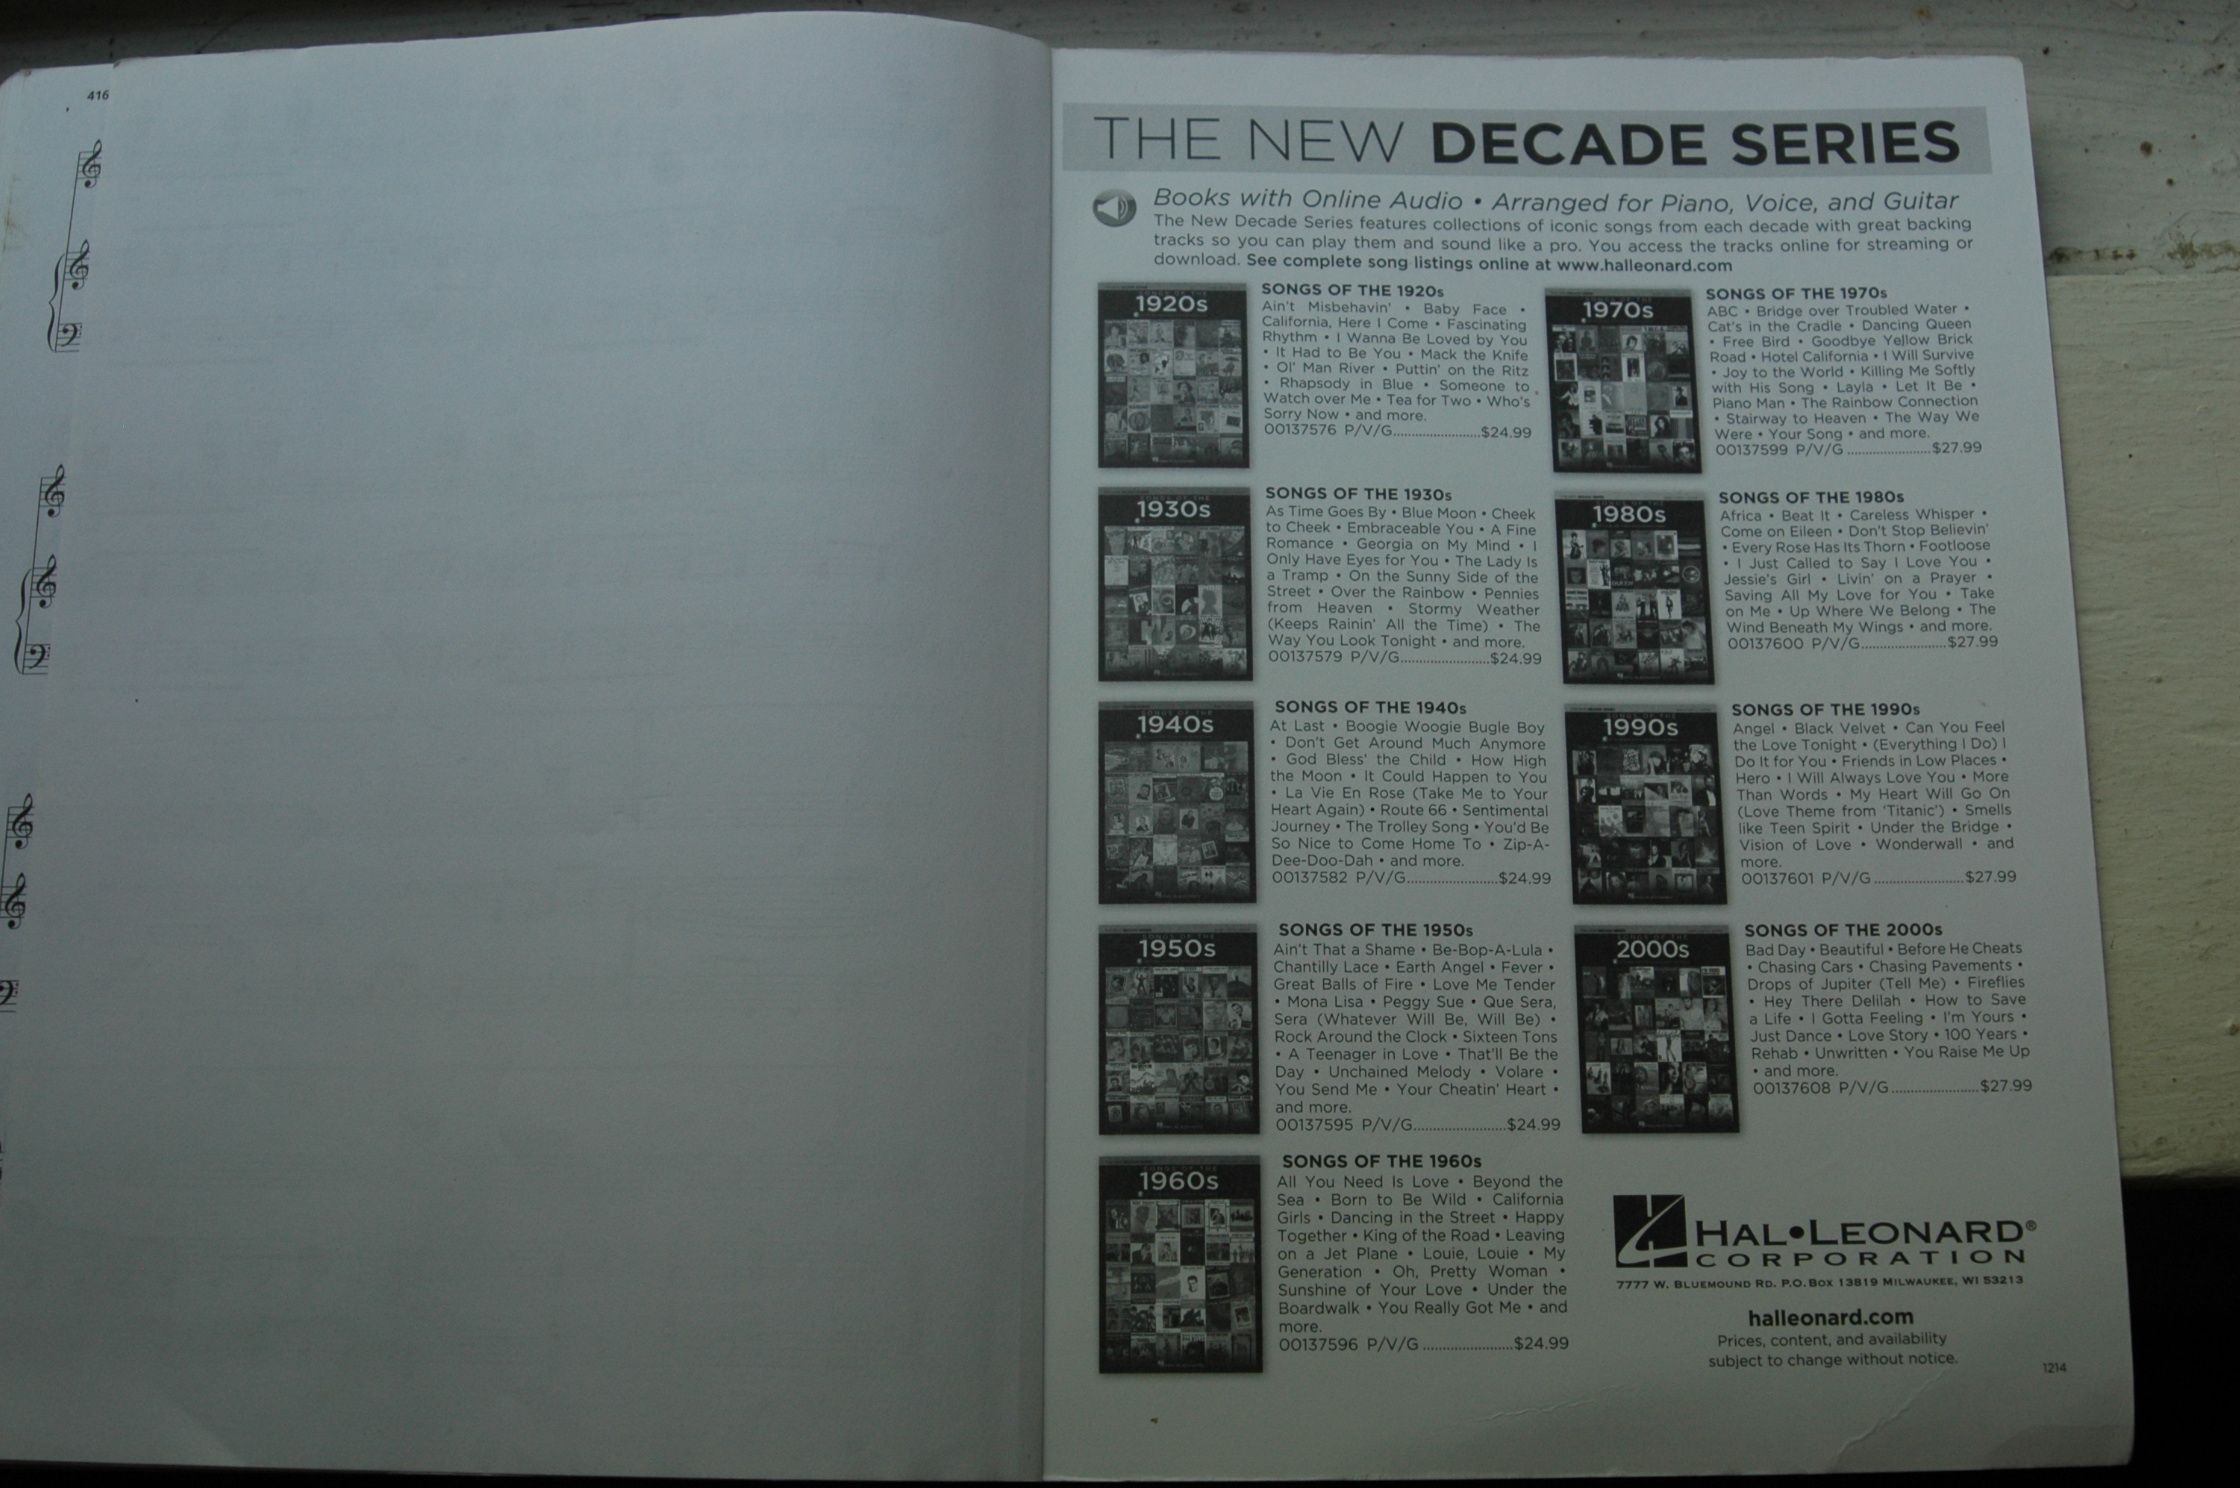 416
THE NEW DECADE SERIES
Books with Online Audio • Arranged for Piano, Voice, and Guitar
The New Decade Series features collections of iconic songs from each decade with great backing
tracks so you can play them and sound like a pro. You access the tracks online for streaming or
download. See complete song listings online at www.halleonard.com
1920s
SONGS OF THE 1920s
Ain't Misbehavin' • Baby Face •
California, Here I Come • Fascinating
Rhythm • I Wanna Be Loved by You
• It Had to Be You • Mack the Knife
• Ol' Man River • Puttin' on the Ritz
• Rhapsody in Blue • Someone to
Watch over Me • Tea for Two • Who's
Sorry Now • and more.
00137576 P/V/G......................$24.99
1930s
SONGS OF THE 1930s
As Time Goes By • Blue Moon • Cheek
to Cheek • Embraceable You • A Fine
Romance • Georgia on My Mind • I
Only Have Eyes for You • The Lady Is
a Tramp • On the Sunny Side of the
Street • Over the Rainbow • Pennies
from Heaven • Stormy Weather
(Keeps Rainin' All the Time) • The
Way You Look Tonight • and more.
00137579 P/V/G......................$24.99
1940s
SONGS OF THE 1940s
At Last • Boogie Woogie Bugle Boy
• Don't Get Around Much Anymore
• God Bless' the Child • How High
the Moon • It Could Happen to You
• La Vie En Rose (Take Me to Your
Heart Again) • Route 66 • Sentimental
Journey • The Trolley Song • You'd Be
So Nice to Come Home To • Zip-A-
Dee-Doo-Dah • and more.
00137582 P/V/G......................$24.99
1950s
SONGS OF THE 1950s
Ain't That a Shame • Be-Bop-A-Lula •
Chantilly Lace • Earth Angel • Fever •
Great Balls of Fire • Love Me Tender
• Mona Lisa • Peggy Sue • Que Sera,
Sera (Whatever Will Be, Will Be) •
Rock Around the Clock • Sixteen Tons
• A Teenager in Love • That'll Be the
Day • Unchained Melody • Volare •
You Send Me • Your Cheatin' Heart •
and more.
00137595 P/V/G......................$24.99
1960s
SONGS OF THE 1960s
All You Need Is Love • Beyond the
Sea • Born to Be Wild • California
Girls • Dancing in the Street • Happy
Together • King of the Road • Leaving
on a Jet Plane • Louie, Louie • My
Generation • Oh, Pretty Woman •
Sunshine of Your Love • Under the
Boardwalk • You Really Got Me • and
more.
00137596 P/V/G......................$24.99
1970s
SONGS OF THE 1970s
ABC • Bridge over Troubled Water •
Cat's in the Cradle • Dancing Queen
• Free Bird • Goodbye Yellow Brick
Road • Hotel California • I Will Survive
• Joy to the World • Killing Me Softly
with His Song • Layla • Let It Be •
Piano Man • The Rainbow Connection
• Stairway to Heaven • The Way We
Were • Your Song • and more.
00137599 P/V/G .....................$27.99
1980s
SONGS OF THE 1980s
Africa • Beat It • Careless Whisper •
Come on Eileen • Don't Stop Believin'
• Every Rose Has Its Thorn • Footloose
• I Just Called to Say I Love You •
Jessie's Girl • Livin' on a Prayer •
Saving All My Love for You • Take
on Me • Up Where We Belong • The
Wind Beneath My Wings • and more.
00137600 P/V/G.....................$27.99
1990s
SONGS OF THE 1990s
Angel • Black Velvet • Can You Feel
the Love Tonight • (Everything I Do) I
Do It for You • Friends in Low Places •
Hero • I Will Always Love You • More
Than Words • My Heart Will Go On
(Love Theme from 'Titanic') • Smells
like Teen Spirit • Under the Bridge •
Vision of Love • Wonderwall • and
more.
00137601 P/V/G ......................$27.99
2000s
SONGS OF THE 2000s
Bad Day • Beautiful • Before He Cheats
• Chasing Cars • Chasing Pavements •
Drops of Jupiter (Tell Me) • Fireflies
• Hey There Delilah • How to Save
a Life • I Gotta Feeling • I'm Yours •
Just Dance • Love Story • 100 Years •
Rehab • Unwritten • You Raise Me Up
• and more.
00137608 P/V/G.....................$27.99
HAL•LEONARD®
CORPORATION
7777 W. BLUEMOUND RD. P.O. BOX 13819 MILWAUKEE, WI 53213
halleonard.com
Prices, content, and availability
subject to change without notice.
1214